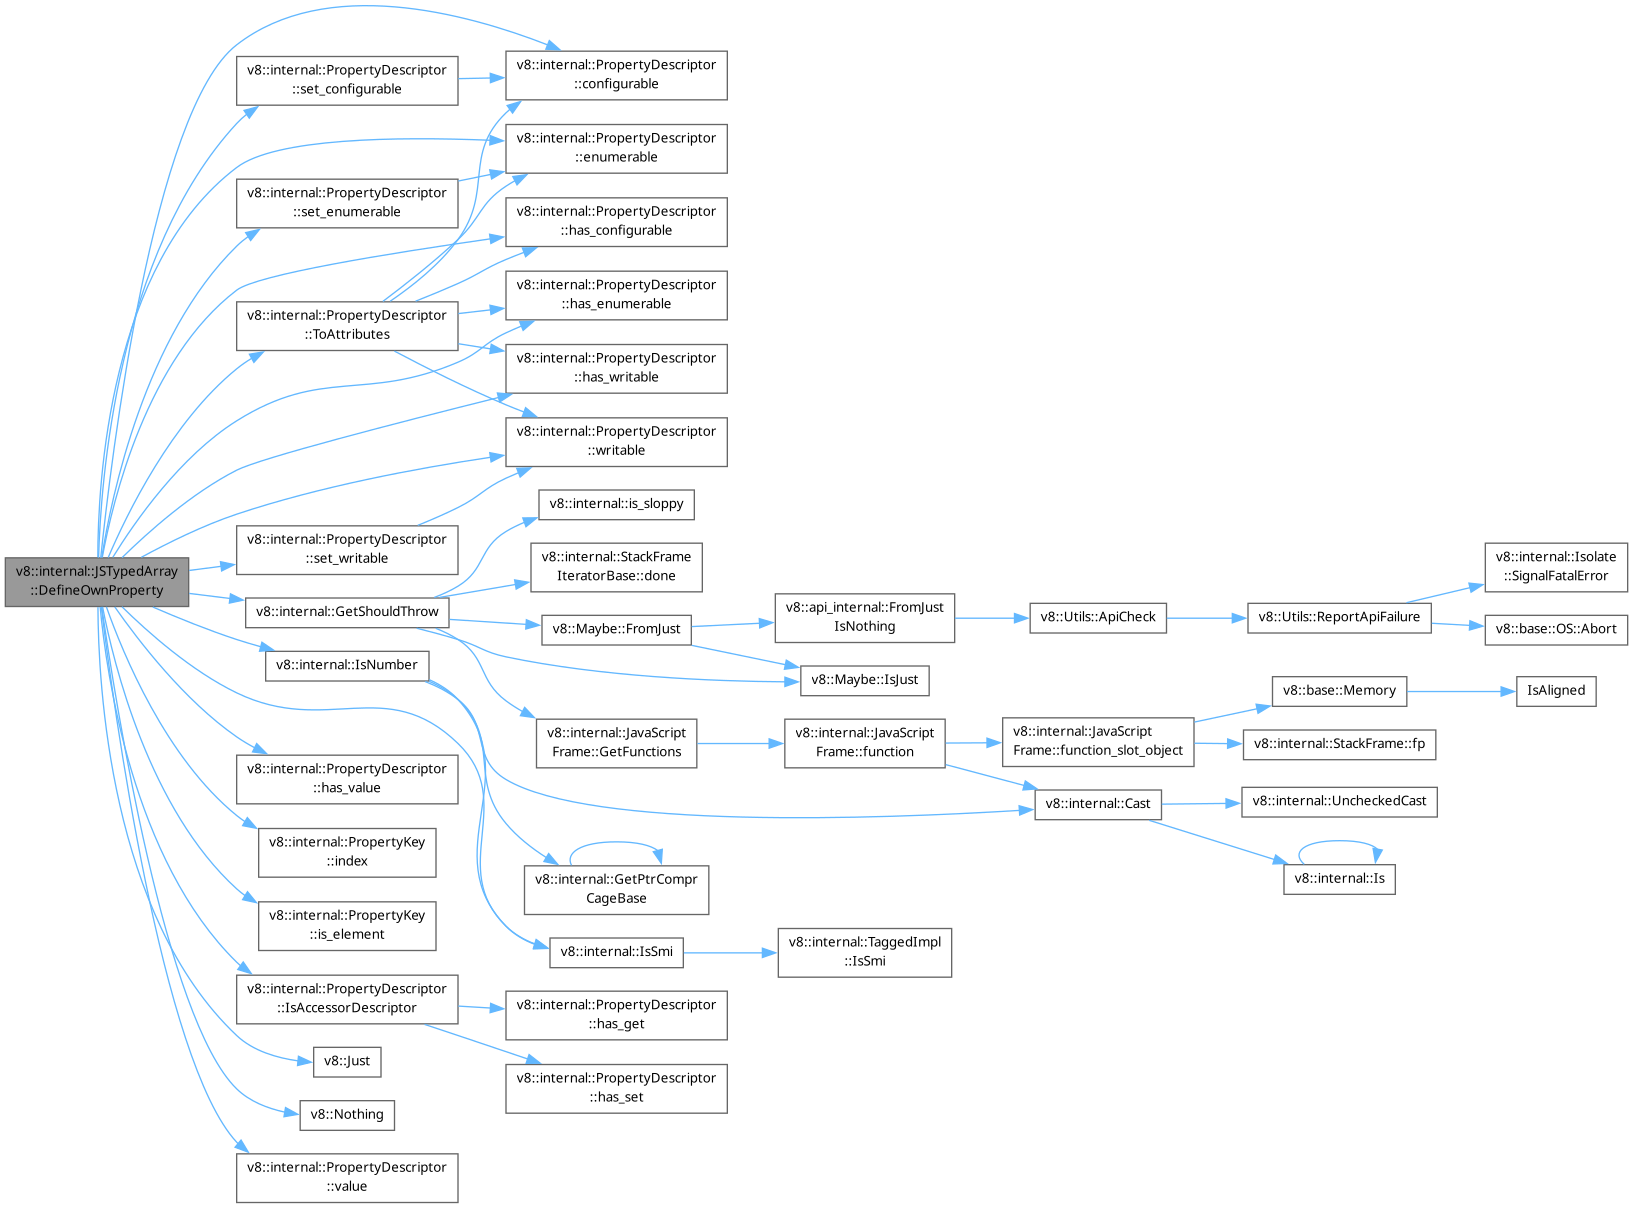 v8::internal::JSTypedArray
::DefineOwnProperty
v8::internal::PropertyDescriptor
::set_configurable
v8::internal::PropertyDescriptor
::configurable
v8::internal::PropertyDescriptor
::enumerable
v8::internal::PropertyDescriptor
::set_enumerable
v8::internal::PropertyDescriptor
::has_configurable
v8::internal::PropertyDescriptor
::has_enumerable
v8::internal::PropertyDescriptor
::ToAttributes
v8::internal::PropertyDescriptor
::has_writable
v8::internal::PropertyDescriptor
::writable
v8::internal::PropertyDescriptor
::set_writable
v8::internal::is_sloppy
v8::internal::StackFrame
IteratorBase::done
v8::internal::GetShouldThrow
v8::Maybe::FromJust
v8::api_internal::FromJust
IsNothing
v8::Utils::ApiCheck
v8::Utils::ReportApiFailure
v8::internal::Isolate
::SignalFatalError
v8::base::OS::Abort
v8::internal::IsNumber
v8::Maybe::IsJust
v8::internal::JavaScript
Frame::GetFunctions
v8::internal::JavaScript
Frame::function
v8::internal::JavaScript
Frame::function_slot_object
v8::base::Memory
IsAligned
v8::internal::StackFrame::fp
v8::internal::Cast
v8::internal::UncheckedCast
v8::internal::Is
v8::internal::PropertyDescriptor
::has_value
v8::internal::PropertyKey
::index
v8::internal::GetPtrCompr
CageBase
v8::internal::PropertyKey
::is_element
v8::internal::IsSmi
v8::internal::TaggedImpl
::IsSmi
v8::internal::PropertyDescriptor
::IsAccessorDescriptor
v8::internal::PropertyDescriptor
::has_get
v8::internal::PropertyDescriptor
::has_set
v8::Just
v8::Nothing
v8::internal::PropertyDescriptor
::value